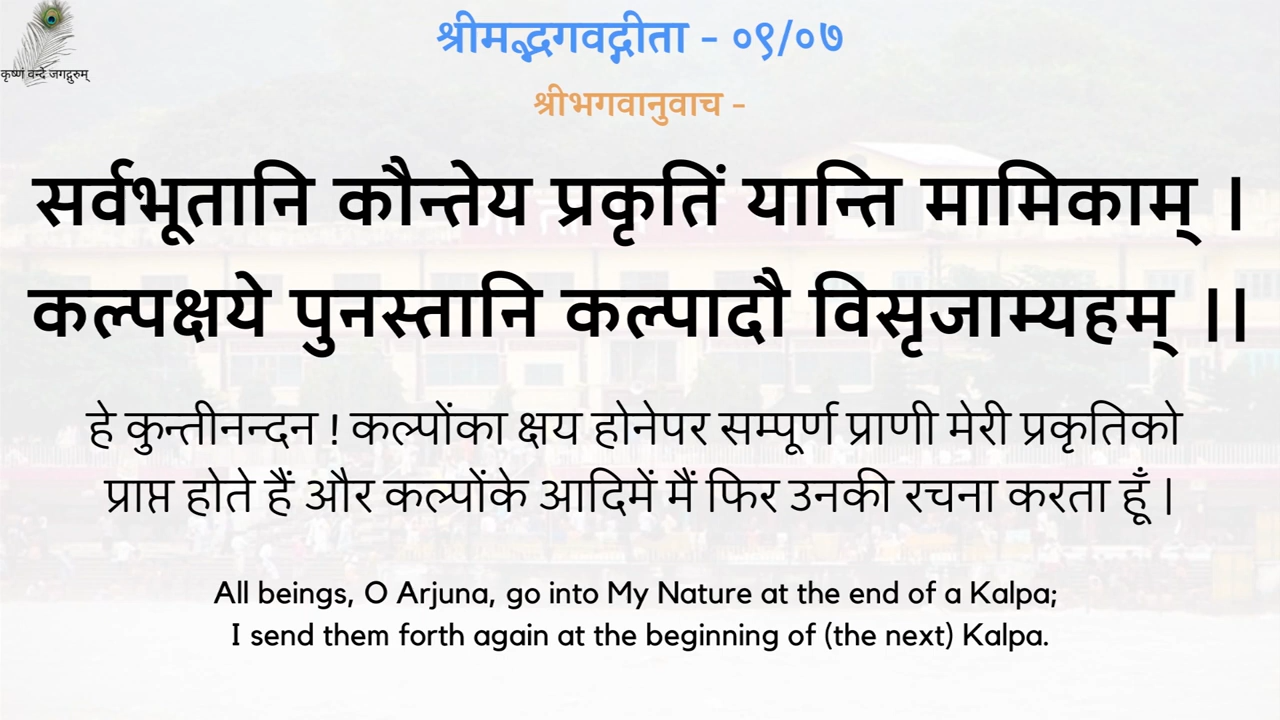 कृष्णं वन्दे जगद्गुरुम्
श्रीमद्भगवद्गीता - ०९/०७
श्रीभगवानुवाच -
सर्वभूतानि कौन्तेय प्रकृतिं यान्ति मामिकाम् ।
कल्पक्षये पुनस्तानि कल्पादौ विसृजाम्यहम् ।।
हे कुन्तीनन्दन ! कल्पोंका क्षय होनेपर सम्पूर्ण प्राणी मेरी प्रकृतिको
प्राप्त होते हैं और कल्पोंके आदिमें मैं फिर उनकी रचना करता हूँ |
All beings, O Arjuna, go into My Nature at the end of a Kalpa;
I send them forth again at the beginning of (the next) Kalpa.